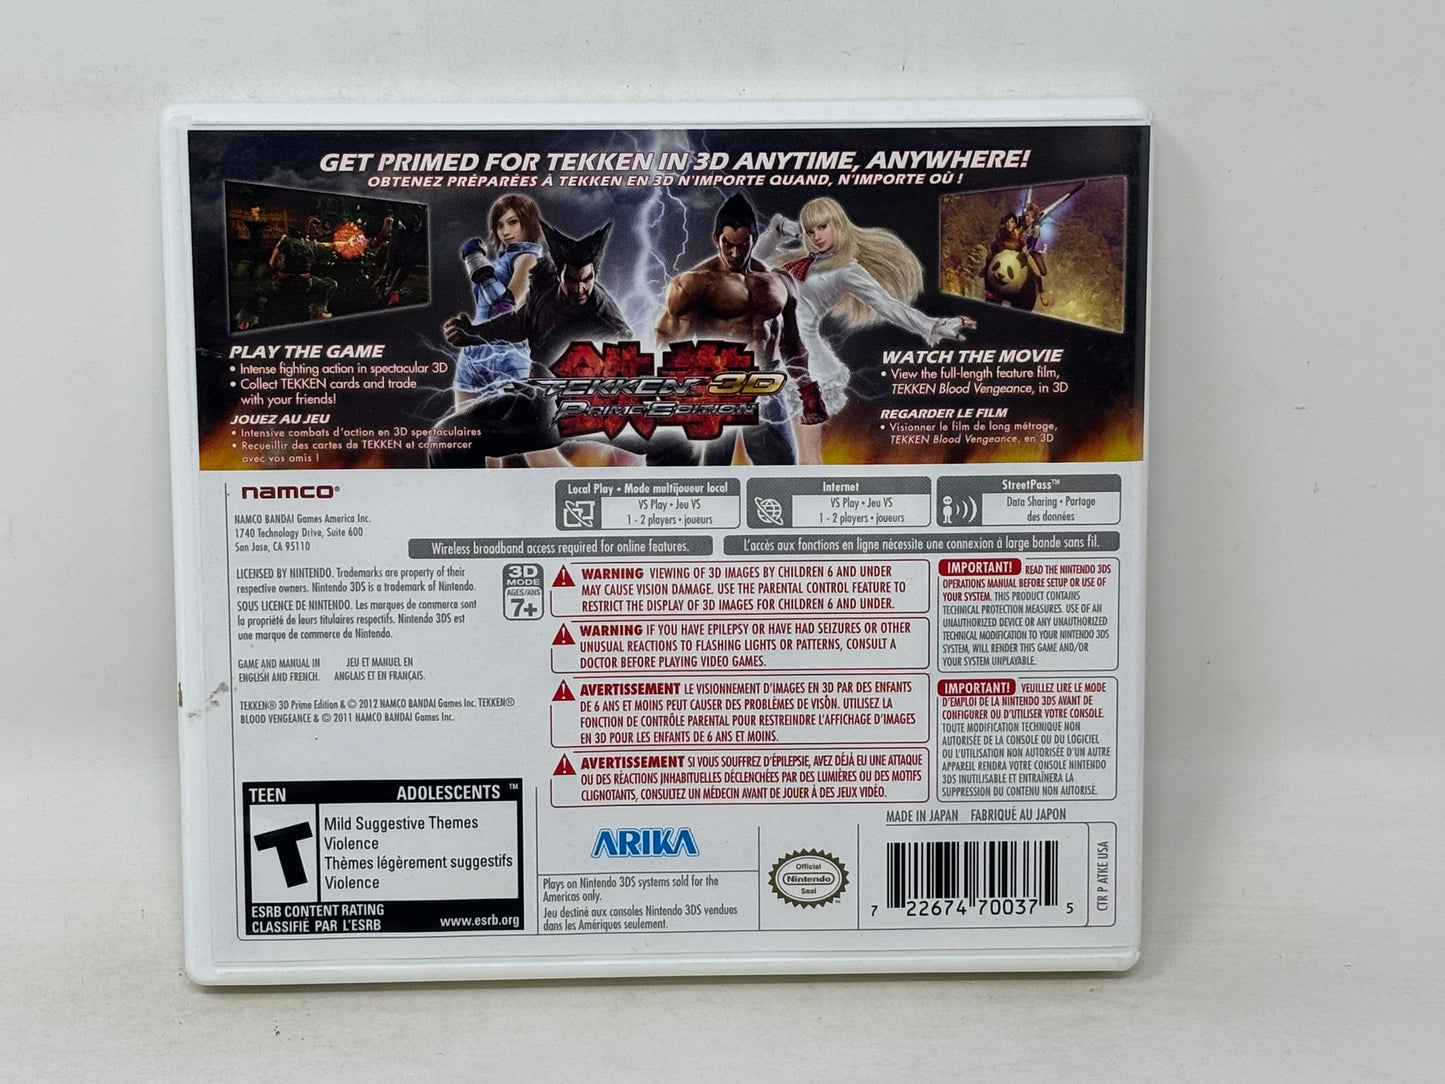 GET PRIMED FOR TEKKEN IN 3D ANYTIME, ANYWHERE!
OBTENEZ PRÉPARÉES À TEKKEN EN 3D N'IMPORTE QUAND, N'IMPORTE OÙ !
PLAY THE GAME
• Intense fighting action in spectacular 3D
• Collect TEKKEN cards and trade
with your friends!
JOUEZ AU JEU
• Intensive combats d'action en 3D spectaculaires
• Recueillir des cartes de TEKKEN et commercer
avec vos amis !
鉄拳
TEKKEN 3D
PRIME EDITION
WATCH THE MOVIE
• View the full-length feature film,
TEKKEN Blood Vengeance, in 3D
REGARDER LE FILM
• Visionner le film de long métrage,
TEKKEN Blood Vengeance, en 3D
namco®
NAMCO BANDAI Games America Inc.
1740 Technology Drive, Suite 600
San Jose, CA 95110
Local Play • Mode multijoueur local
VS Play • Jeu VS
1 - 2 players • joueurs
Internet
VS Play • Jeu VS
1 - 2 players • joueurs
StreetPass™
Data Sharing • Partage
des données
Wireless broadband access required for online features.
L'accès aux fonctions en ligne nécessite une connexion à large bande sans fil.
LICENSED BY NINTENDO. Trademarks are property of their
respective owners. Nintendo 3DS is a trademark of Nintendo.
SOUS LICENCE DE NINTENDO. Les marques de commerce sont
la propriété de leurs titulaires respectifs. Nintendo 3DS est
une marque de commerce de Nintendo.
GAME AND MANUAL IN
ENGLISH AND FRENCH.
JEU ET MANUEL EN
ANGLAIS ET EN FRANÇAIS.
TEKKEN® 3D Prime Edition & © 2012 NAMCO BANDAI Games Inc. TEKKEN®
BLOOD VENGEANCE & © 2011 NAMCO BANDAI Games Inc.
3D
MODE
AGES/ANS
7+
WARNING VIEWING OF 3D IMAGES BY CHILDREN 6 AND UNDER
MAY CAUSE VISION DAMAGE. USE THE PARENTAL CONTROL FEATURE TO
RESTRICT THE DISPLAY OF 3D IMAGES FOR CHILDREN 6 AND UNDER.
WARNING IF YOU HAVE EPILEPSY OR HAVE HAD SEIZURES OR OTHER
UNUSUAL REACTIONS TO FLASHING LIGHTS OR PATTERNS, CONSULT A
DOCTOR BEFORE PLAYING VIDEO GAMES.
AVERTISSEMENT LE VISIONNEMENT D'IMAGES EN 3D PAR DES ENFANTS
DE 6 ANS ET MOINS PEUT CAUSER DES PROBLÈMES DE VISION. UTILISEZ LA
FONCTION DE CONTRÔLE PARENTAL POUR RESTREINDRE L'AFFICHAGE D'IMAGES
EN 3D POUR LES ENFANTS DE 6 ANS ET MOINS.
AVERTISSEMENT SI VOUS SOUFFREZ D'ÉPILEPSIE, AVEZ DÉJÀ EU UNE ATTAQUE
OU DES RÉACTIONS INHABITUELLES DÉCLENCHÉES PAR DES LUMIÈRES OU DES MOTIFS
CLIGNOTANTS, CONSULTEZ UN MÉDECIN AVANT DE JOUER À DES JEUX VIDÉO.
IMPORTANT! READ THE NINTENDO 3DS
OPERATIONS MANUAL BEFORE SETUP OR USE OF
YOUR SYSTEM. THIS PRODUCT CONTAINS
TECHNICAL PROTECTION MEASURES. USE OF AN
UNAUTHORIZED DEVICE OR ANY UNAUTHORIZED
TECHNICAL MODIFICATION TO YOUR NINTENDO 3DS
SYSTEM, WILL RENDER THIS GAME AND/OR
YOUR SYSTEM UNPLAYABLE.
IMPORTANT! VEUILLEZ LIRE LE MODE
D'EMPLOI DE LA NINTENDO 3DS AVANT DE
CONFIGURER OU D'UTILISER VOTRE CONSOLE.
TOUTE MODIFICATION TECHNIQUE NON
AUTORISÉE DE LA CONSOLE OU DU LOGICIEL
OU L'UTILISATION NON AUTORISÉE D'UN AUTRE
APPAREIL RENDRA VOTRE CONSOLE NINTENDO
3DS INUTILISABLE ET ENTRAÎNERA LA
SUPPRESSION DU CONTENU NON AUTORISÉ.
TEEN ADOLESCENTS ™
T
Mild Suggestive Themes
Violence
Thèmes légèrement suggestifs
Violence
ESRB CONTENT RATING
CLASSIFIÉ PAR L'ESRB
www.esrb.org
ARIKA
Plays on Nintendo 3DS systems sold for the
Americas only.
Jeu destiné aux consoles Nintendo 3DS vendues
dans les Amériques seulement.
Official
Nintendo
Seal
MADE IN JAPAN FABRIQUÉ AU JAPON
7 22674 70037 5
CTR P ATKE USA